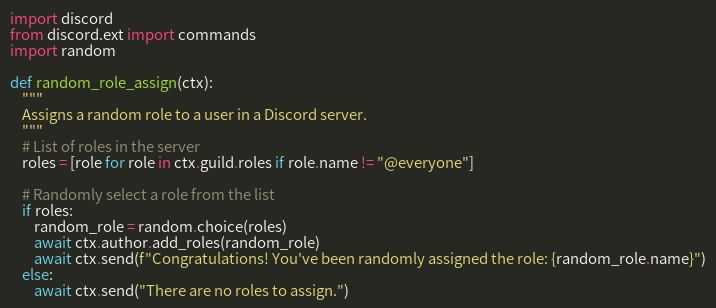 import discord
from discord.ext import commands
import random

def random_role_assign(ctx):
    """
    Assigns a random role to a user in a Discord server.
    """
    # List of roles in the server
    roles = [role for role in ctx.guild.roles if role.name != "@everyone"]

    # Randomly select a role from the list
    if roles:
        random_role = random.choice(roles)
        await ctx.author.add_roles(random_role)
        await ctx.send(f"Congratulations! You've been randomly assigned the role: {random_role.name}")
    else:
        await ctx.send("There are no roles to assign.")